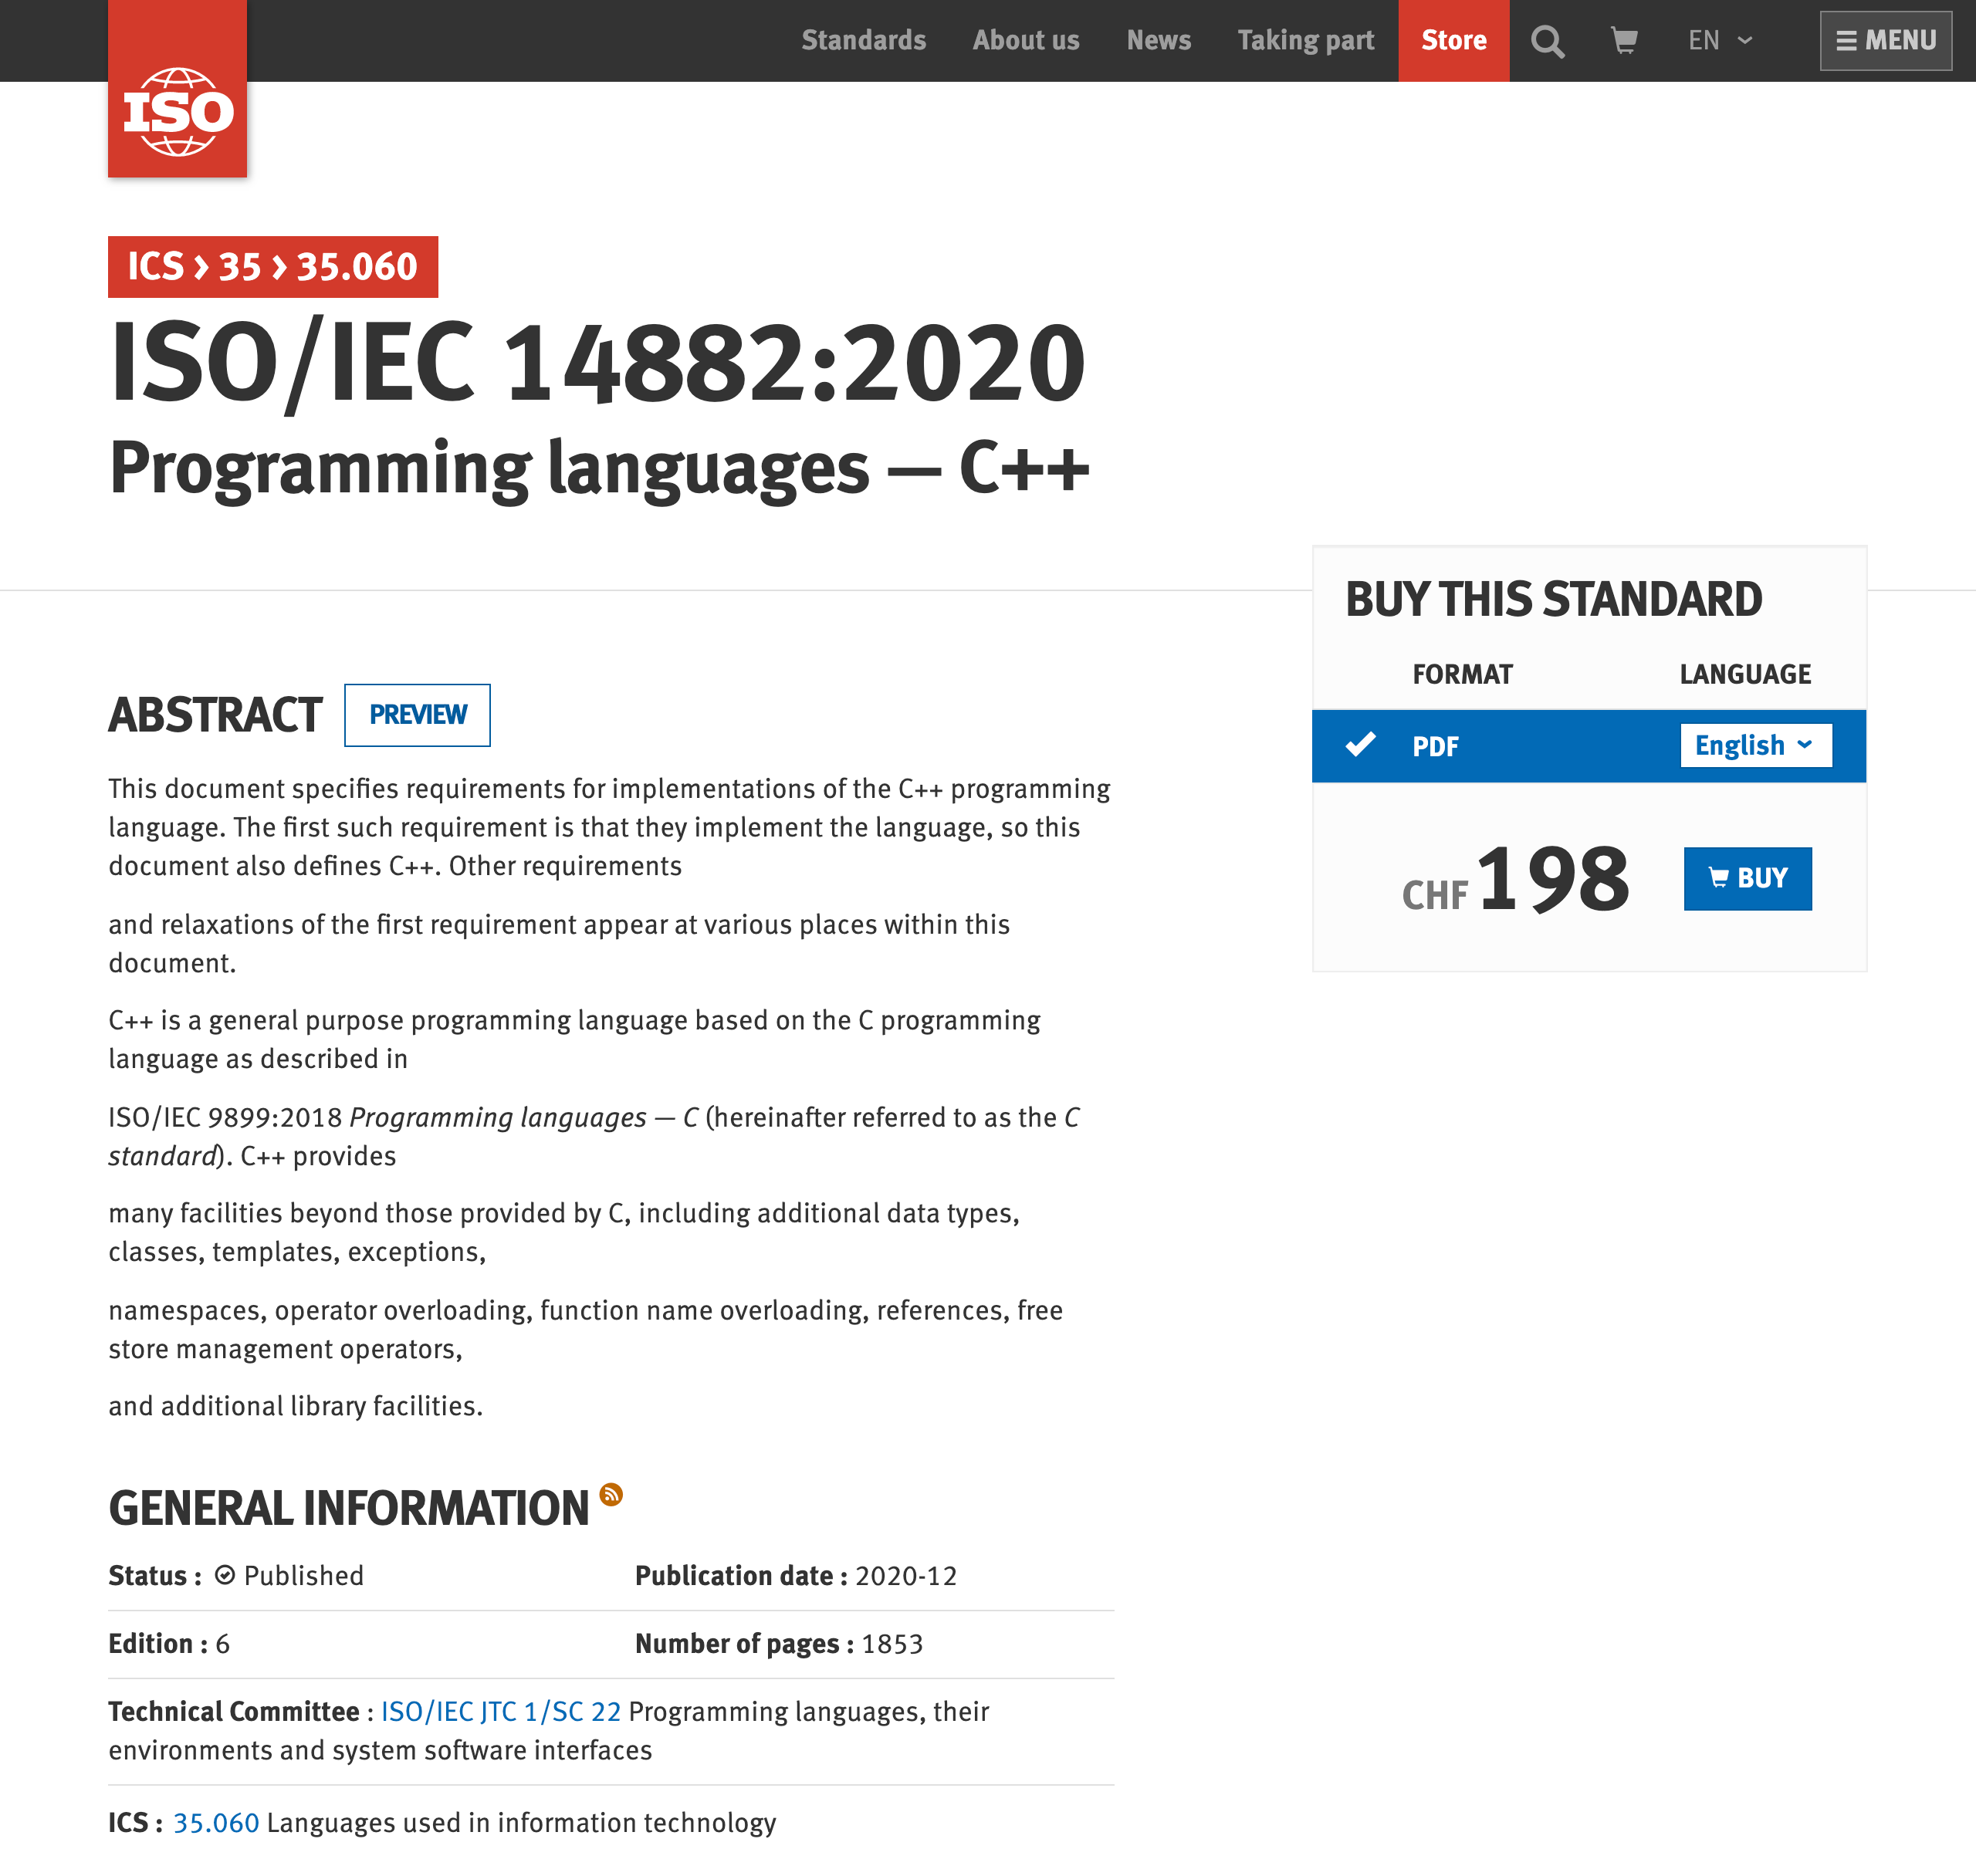 Standards About us News Taking part Store EN MENU
ISO
ICS › 35 › 35.060
ISO/IEC 14882:2020
Programming languages — C++
BUY THIS STANDARD
FORMAT LANGUAGE
PDF English
CHF 198 BUY
ABSTRACT PREVIEW
This document specifies requirements for implementations of the C++ programming
language. The first such requirement is that they implement the language, so this
document also defines C++. Other requirements
and relaxations of the first requirement appear at various places within this
document.
C++ is a general purpose programming language based on the C programming
language as described in
ISO/IEC 9899:2018 Programming languages — C (hereinafter referred to as the C
standard). C++ provides
many facilities beyond those provided by C, including additional data types,
classes, templates, exceptions,
namespaces, operator overloading, function name overloading, references, free
store management operators,
and additional library facilities.
GENERAL INFORMATION
Status : Published Publication date : 2020-12
Edition : 6 Number of pages : 1853
Technical Committee : ISO/IEC JTC 1/SC 22 Programming languages, their
environments and system software interfaces
ICS : 35.060 Languages used in information technology